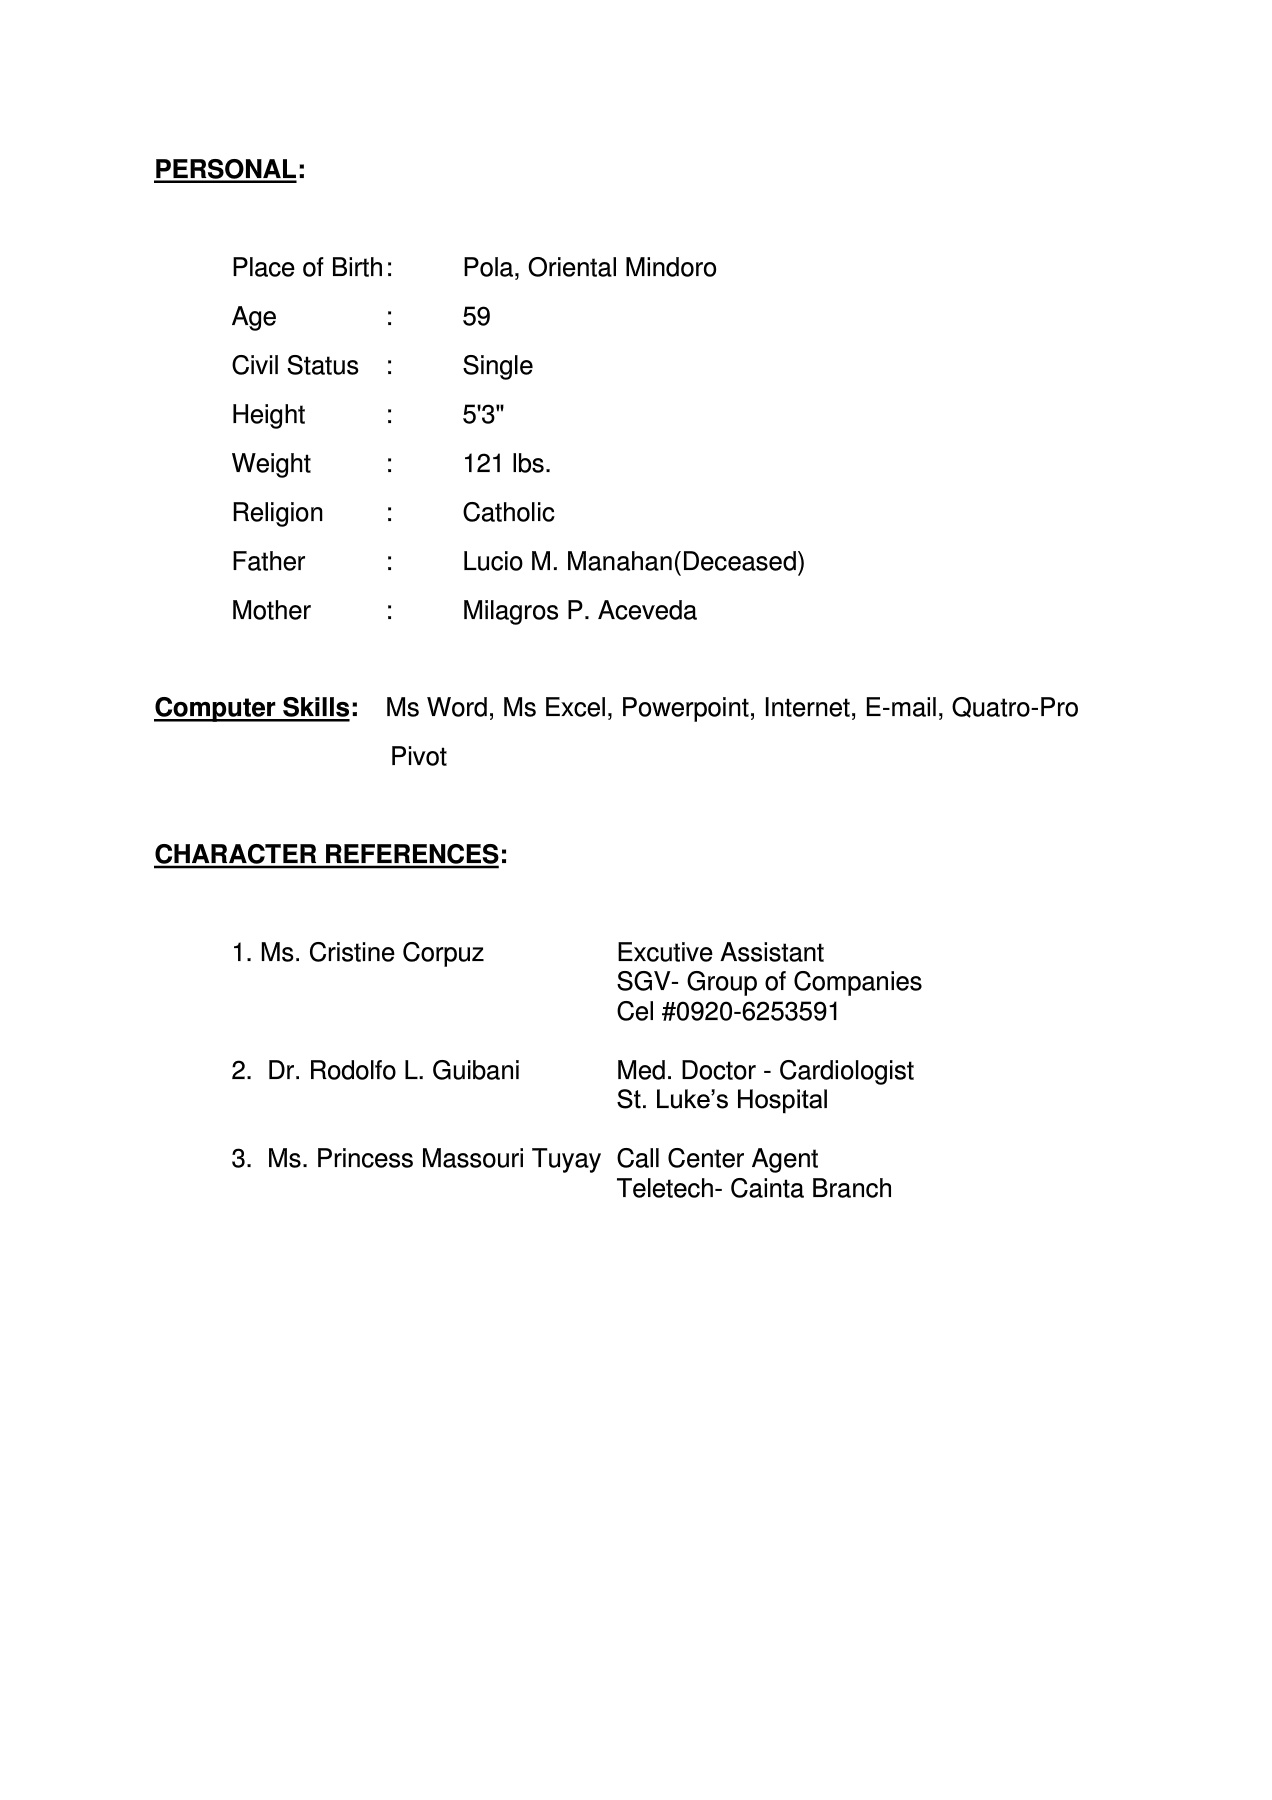 PERSONAL:
Place of Birth: Pola, Oriental Mindoro
Age : 59
Civil Status : Single
Height : 5'3"
Weight : 121 lbs.
Religion : Catholic
Father : Lucio M. Manahan(Deceased)
Mother : Milagros P. Aceveda
Computer Skills: Ms Word, Ms Excel, Powerpoint, Internet, E-mail, Quatro-Pro
Pivot
CHARACTER REFERENCES:
1. Ms. Cristine Corpuz Excutive Assistant
SGV- Group of Companies
Cel #0920-6253591
2. Dr. Rodolfo L. Guibani Med. Doctor - Cardiologist
St. Luke’s Hospital
3. Ms. Princess Massouri Tuyay Call Center Agent
Teletech- Cainta Branch